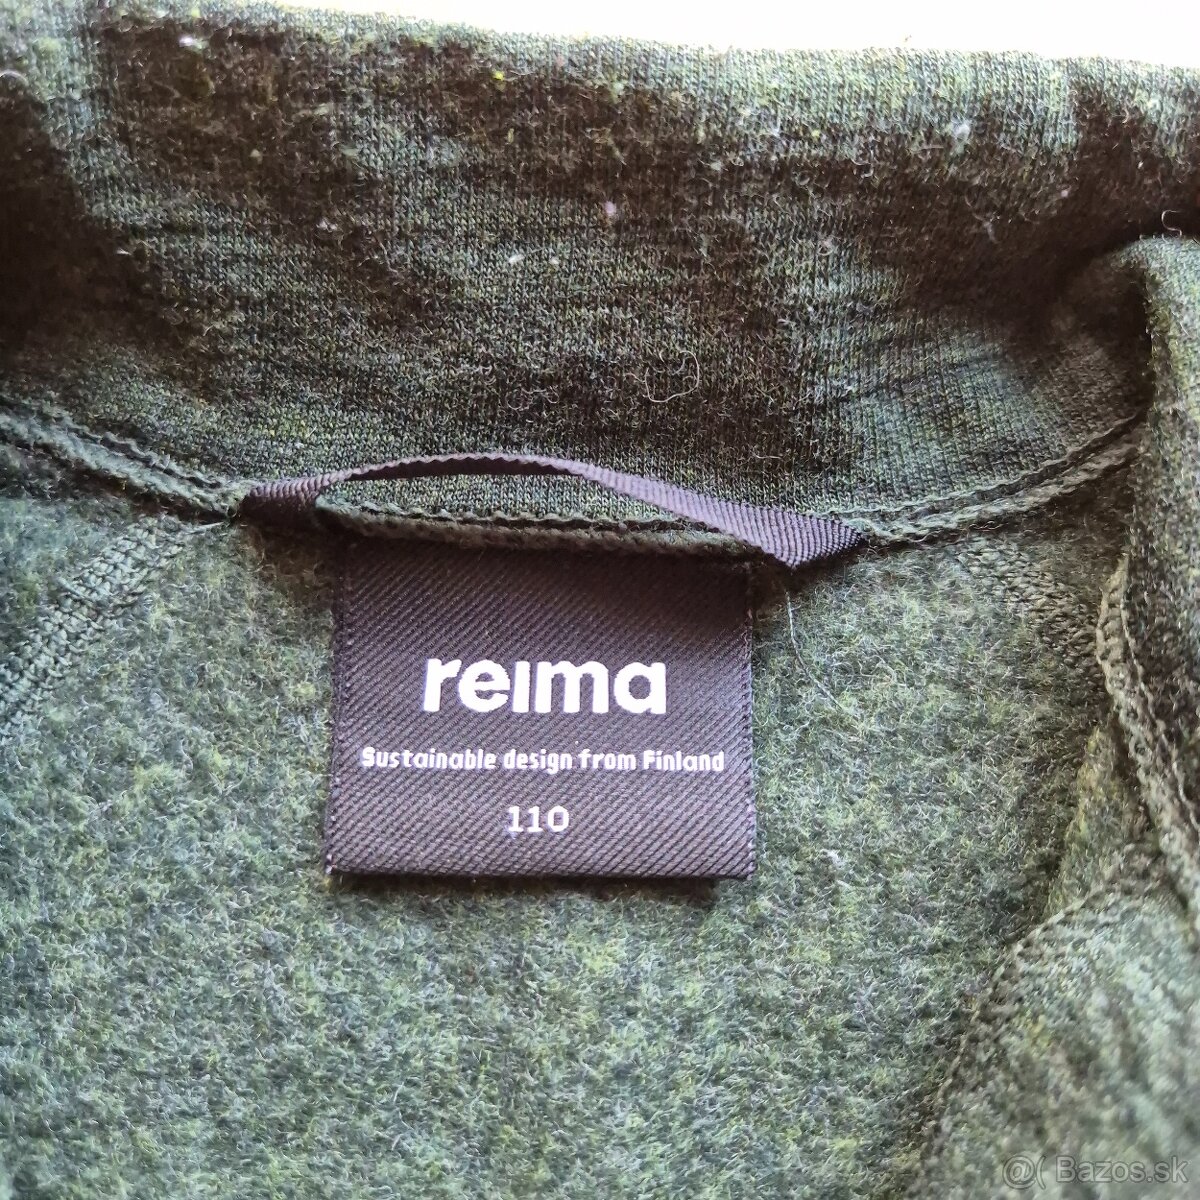 reima
Sustainable design from Finland
110
@( Bazos.sk